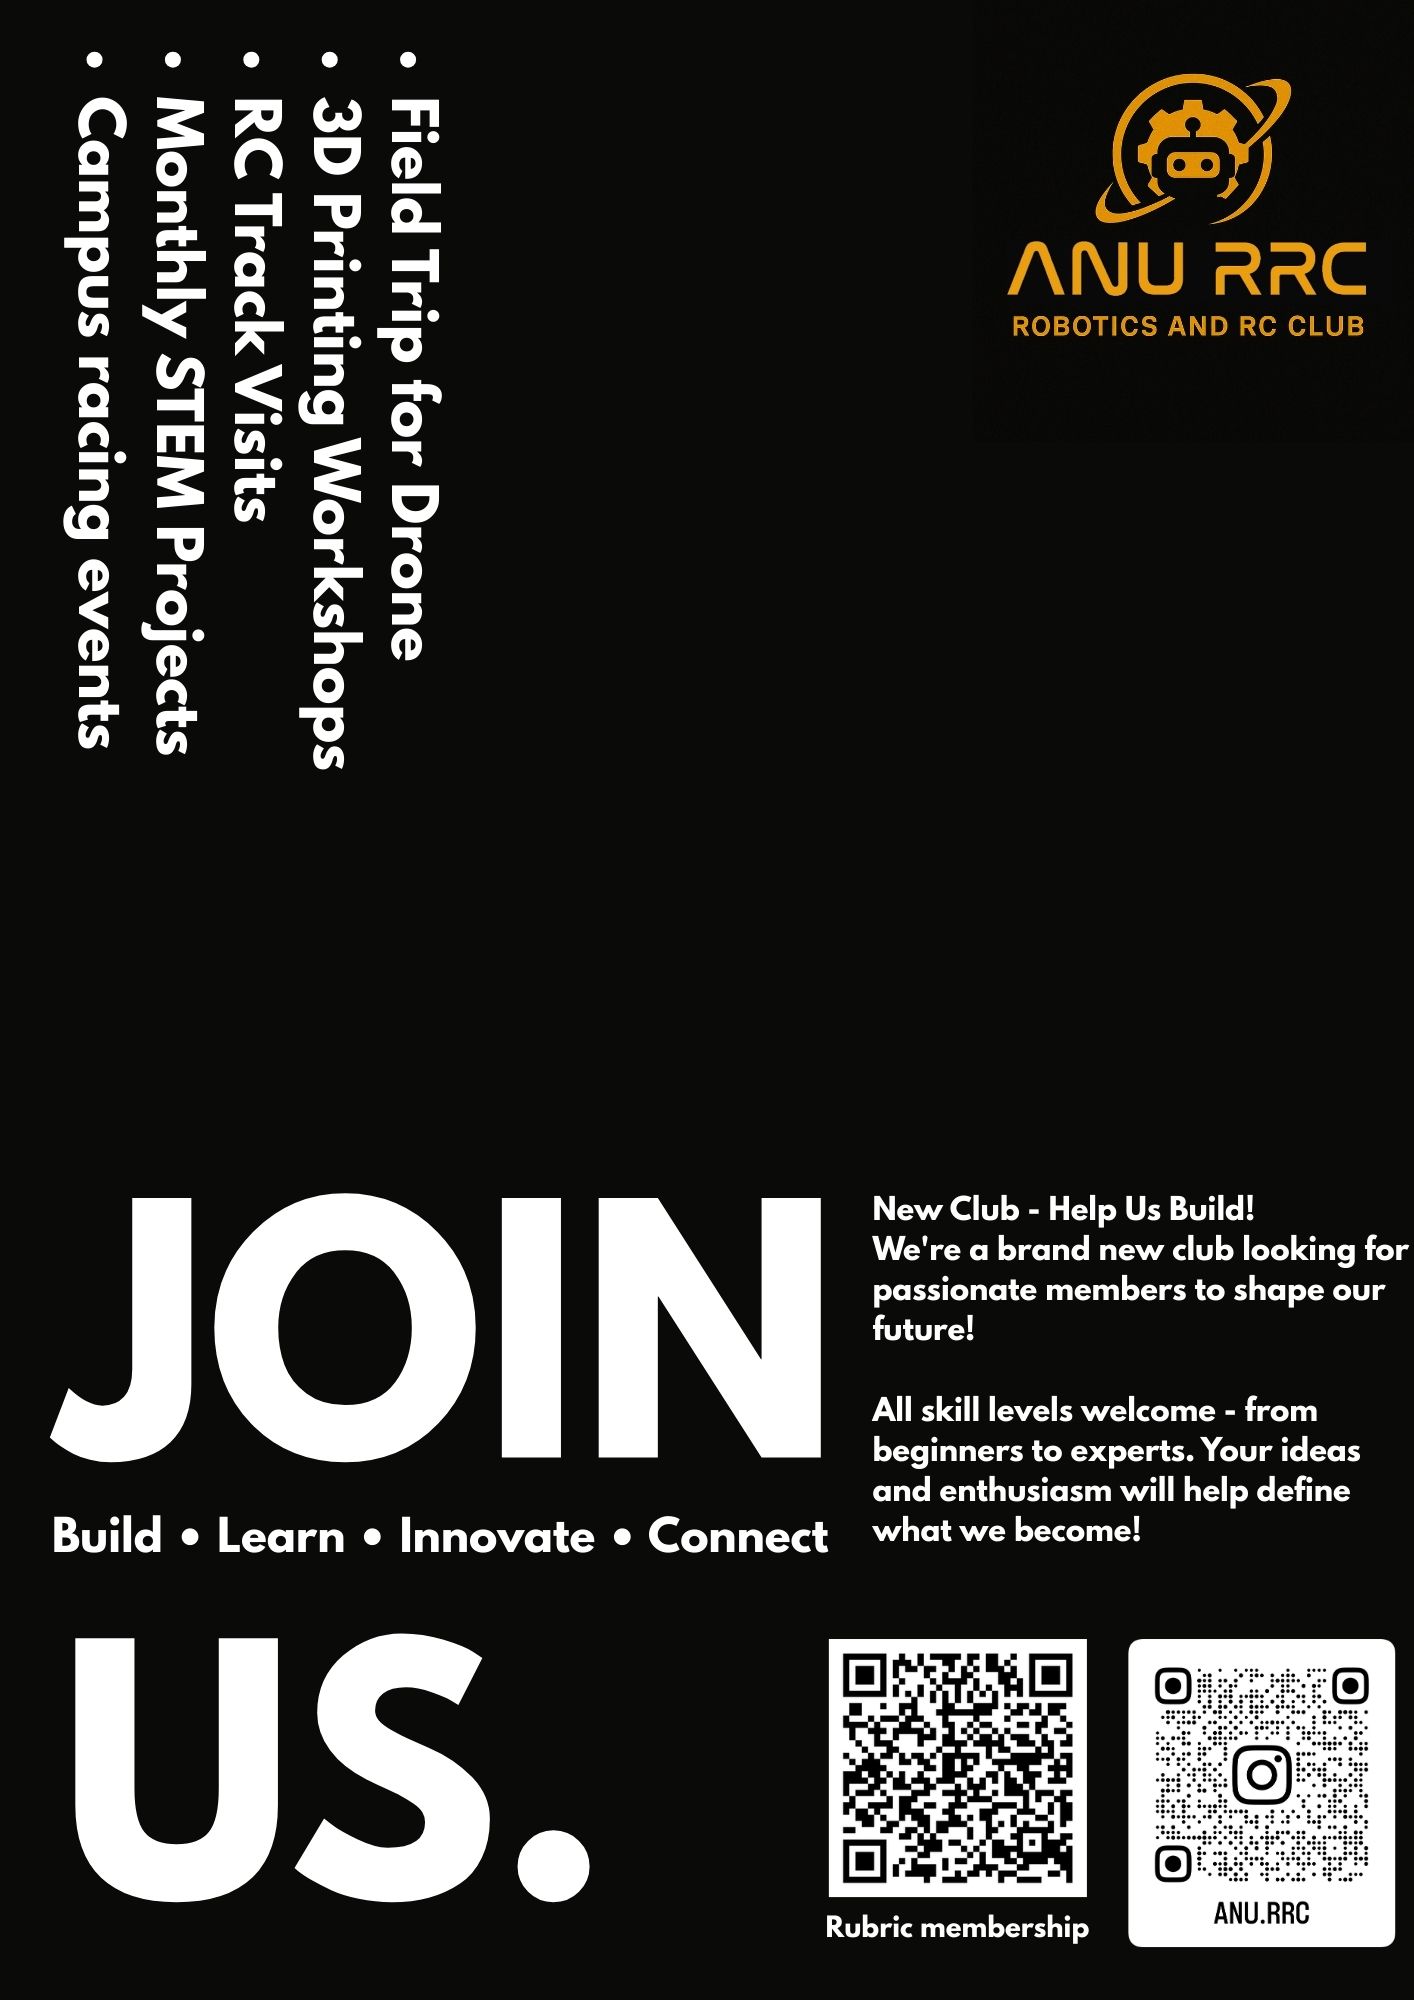 Field Trip for Drone
3D Printing Workshops
RC Track Visits
Monthly STEM Projects
Campus racing events
ANU RRC
ROBOTICS AND RC CLUB
JOIN
Build • Learn • Innovate • Connect
US.
New Club - Help Us Build!
We're a brand new club looking for
passionate members to shape our
future!
All skill levels welcome - from
beginners to experts. Your ideas
and enthusiasm will help define
what we become!
Rubric membership
ANU.RRC